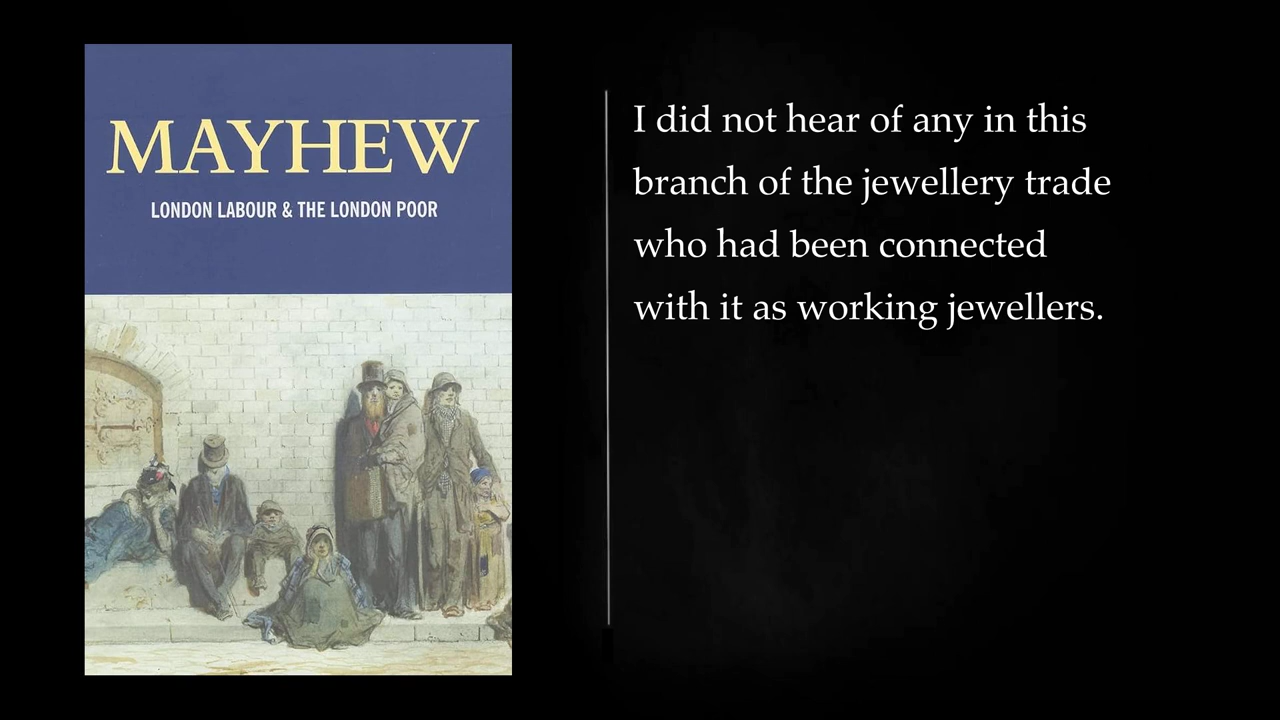 MAYHEW
LONDON LABOUR & THE LONDON POOR
I did not hear of any in this
branch of the jewellery trade
who had been connected
with it as working jewellers.